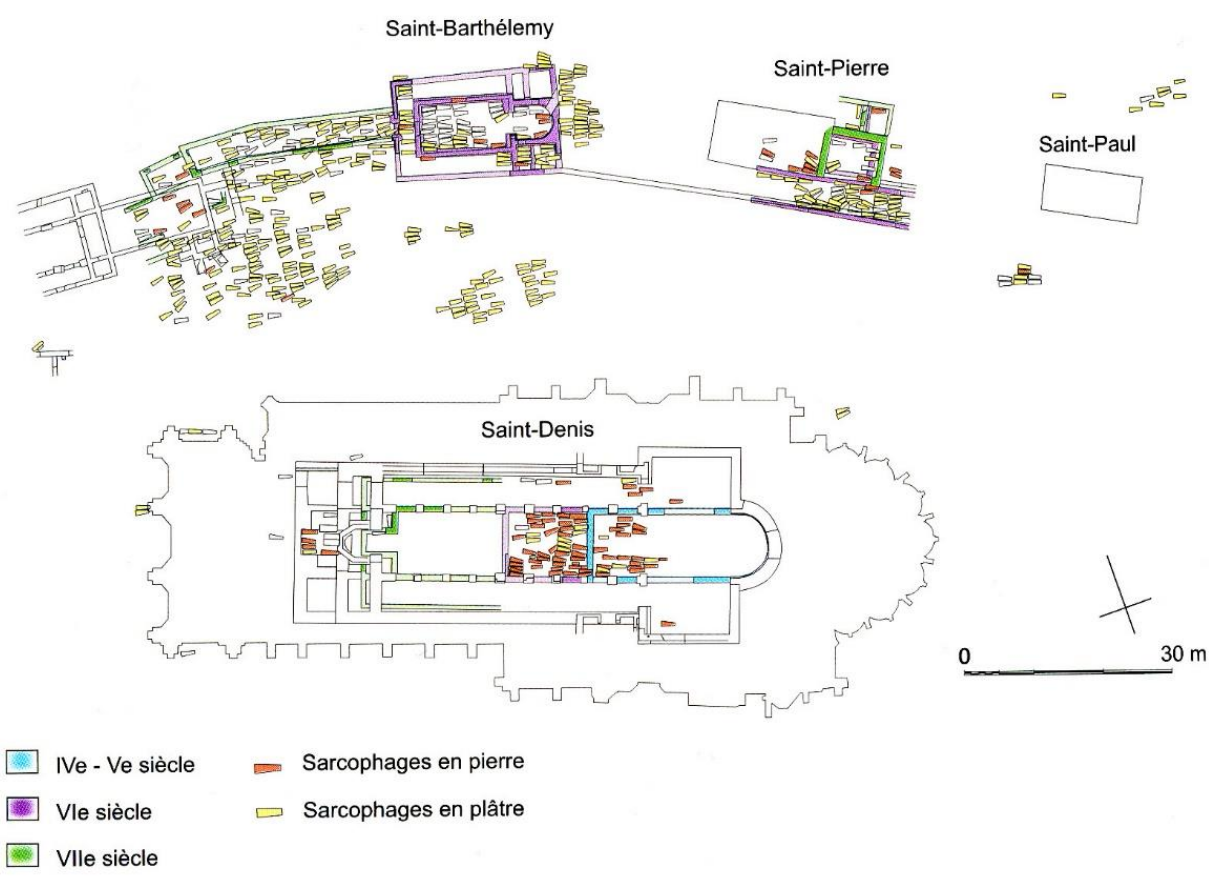 Saint-Barthélemy
Saint-Pierre
Saint-Paul
Saint-Denis
0 30 m
IVe - Ve siècle
Sarcophages en pierre
VIe siècle
Sarcophages en plâtre
VIIe siècle